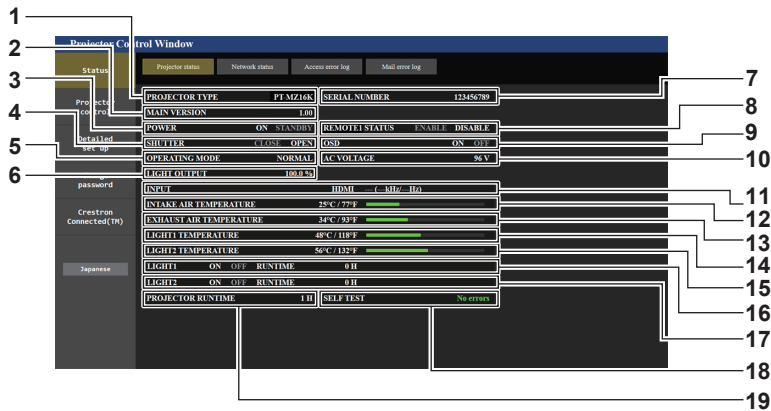 Projector Control Window
Status
Projector status Network status Access error log Mail error log
PROJECTOR TYPE PT-MZ16K SERIAL NUMBER 123456789
Projector control
MAIN VERSION 1.00
POWER ON STANDBY REMOTE1 STATUS ENABLE DISABLE
Detailed set up
SHUTTER CLOSE OPEN OSD ON OFF
OPERATING MODE NORMAL AC VOLTAGE 96 V
LIGHT OUTPUT 100.0 %
password
INPUT HDMI ---(---kHz/---Hz)
INTAKE AIR TEMPERATURE 25°C / 77°F
Crestron Connected(TM)
EXHAUST AIR TEMPERATURE 34°C / 93°F
LIGHT1 TEMPERATURE 48°C / 118°F
LIGHT2 TEMPERATURE 56°C / 132°F
Japanese
LIGHT1 ON OFF RUNTIME 0 H
LIGHT2 ON OFF RUNTIME 0 H
PROJECTOR RUNTIME 1 H SELF TEST No errors
1
2
3
4
5
6
7
8
9
10
11
12
13
14
15
16
17
18
19